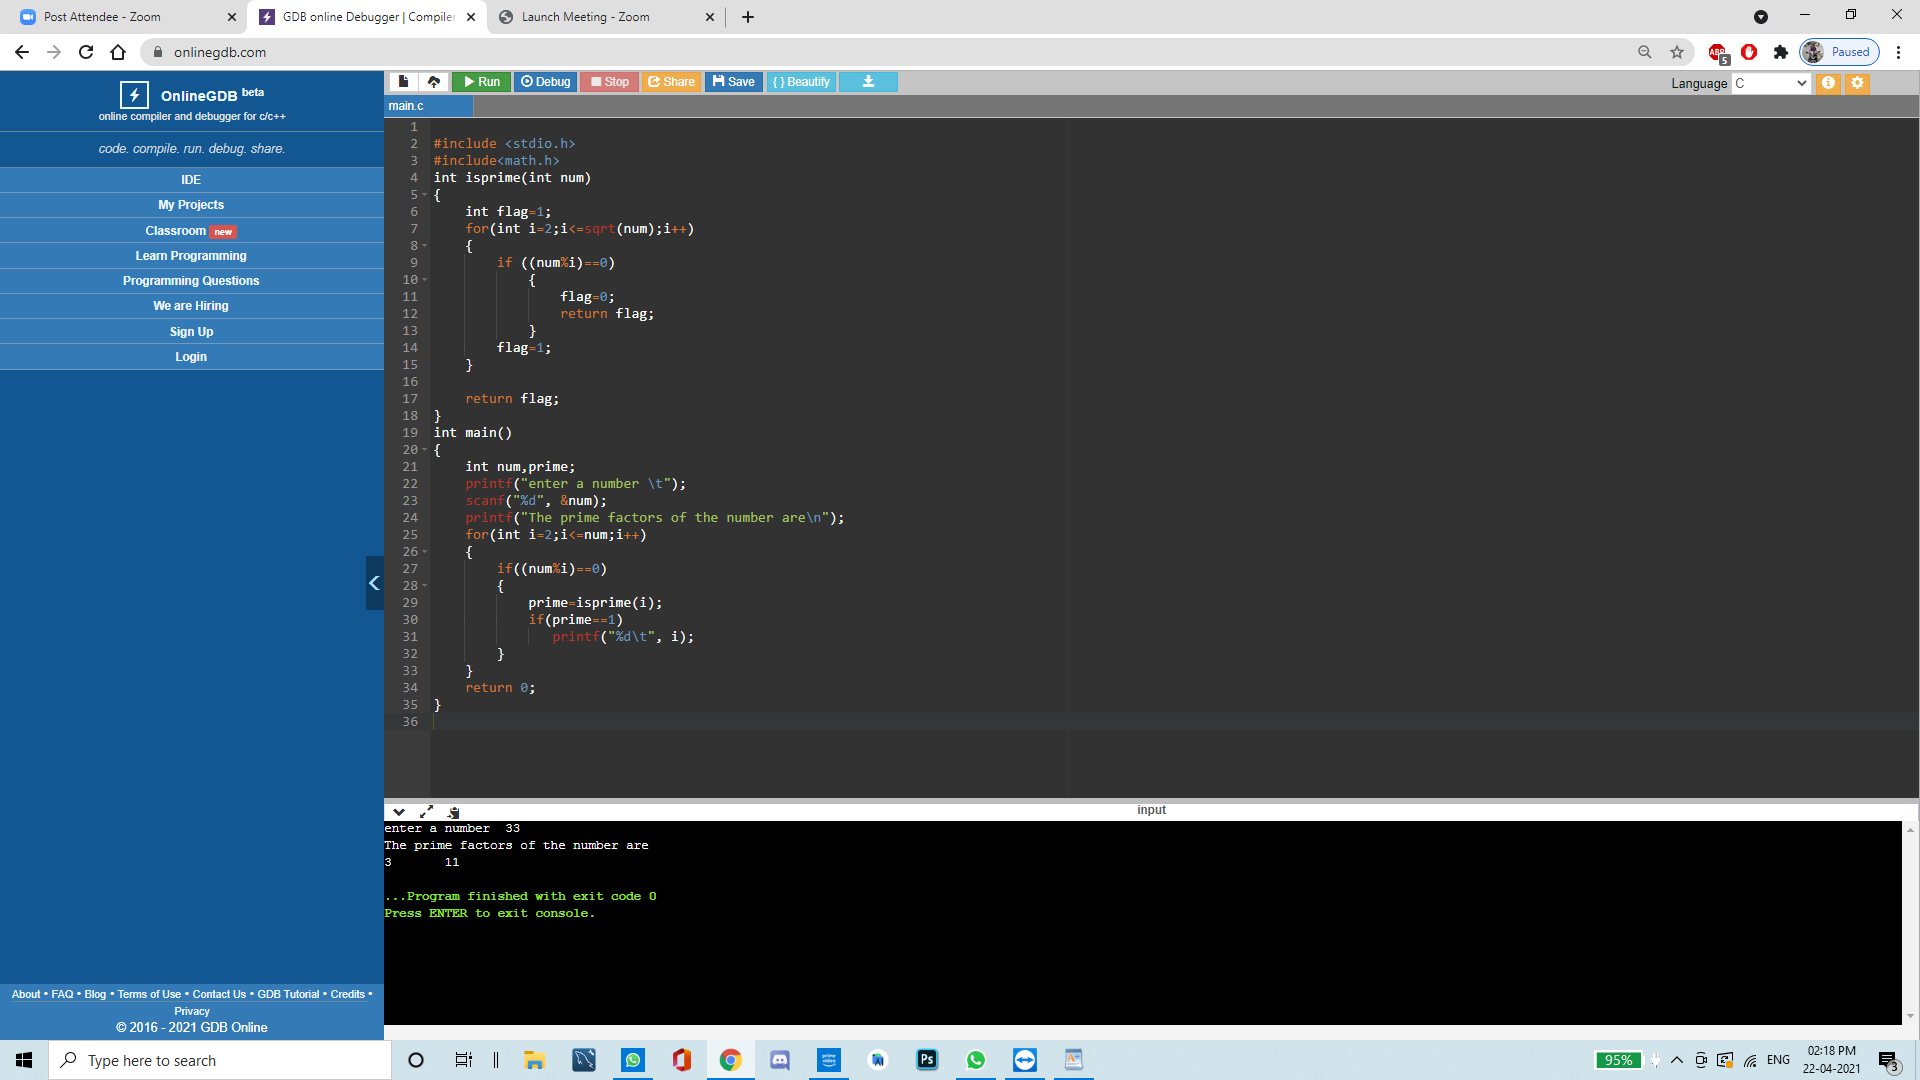 Post Attendee - Zoom
GDB online Debugger | Compiler
Launch Meeting - Zoom
onlinegdb.com
ABP
5
Paused
OnlineGDB beta
online compiler and debugger for c/c++
code. compile. run. debug. share.
IDE
My Projects
Classroom new
Learn Programming
Programming Questions
We are Hiring
Sign Up
Login
Run Debug Stop Share Save { } Beautify
Language C
main.c
1
2 #include <stdio.h>
3 #include<math.h>
4 int isprime(int num)
5 {
6 int flag=1;
7 for(int i=2;i<=sqrt(num);i++)
8 {
9 if ((num%i)==0)
10 {
11 flag=0;
12 return flag;
13 }
14 flag=1;
15 }
16
17 return flag;
18 }
19 int main()
20 {
21 int num,prime;
22 printf("enter a number \t");
23 scanf("%d", &num);
24 printf("The prime factors of the number are\n");
25 for(int i=2;i<=num;i++)
26 {
27 if((num%i)==0)
28 {
29 prime=isprime(i);
30 if(prime==1)
31 printf("%d\t", i);
32 }
33 }
34 return 0;
35 }
36
input
enter a number 33
The prime factors of the number are
3 11
...Program finished with exit code 0
Press ENTER to exit console.
About • FAQ • Blog • Terms of Use • Contact Us • GDB Tutorial • Credits •
Privacy
© 2016 - 2021 GDB Online
Type here to search
prime video
Ps
95%
ENG
02:18 PM
22-04-2021
3